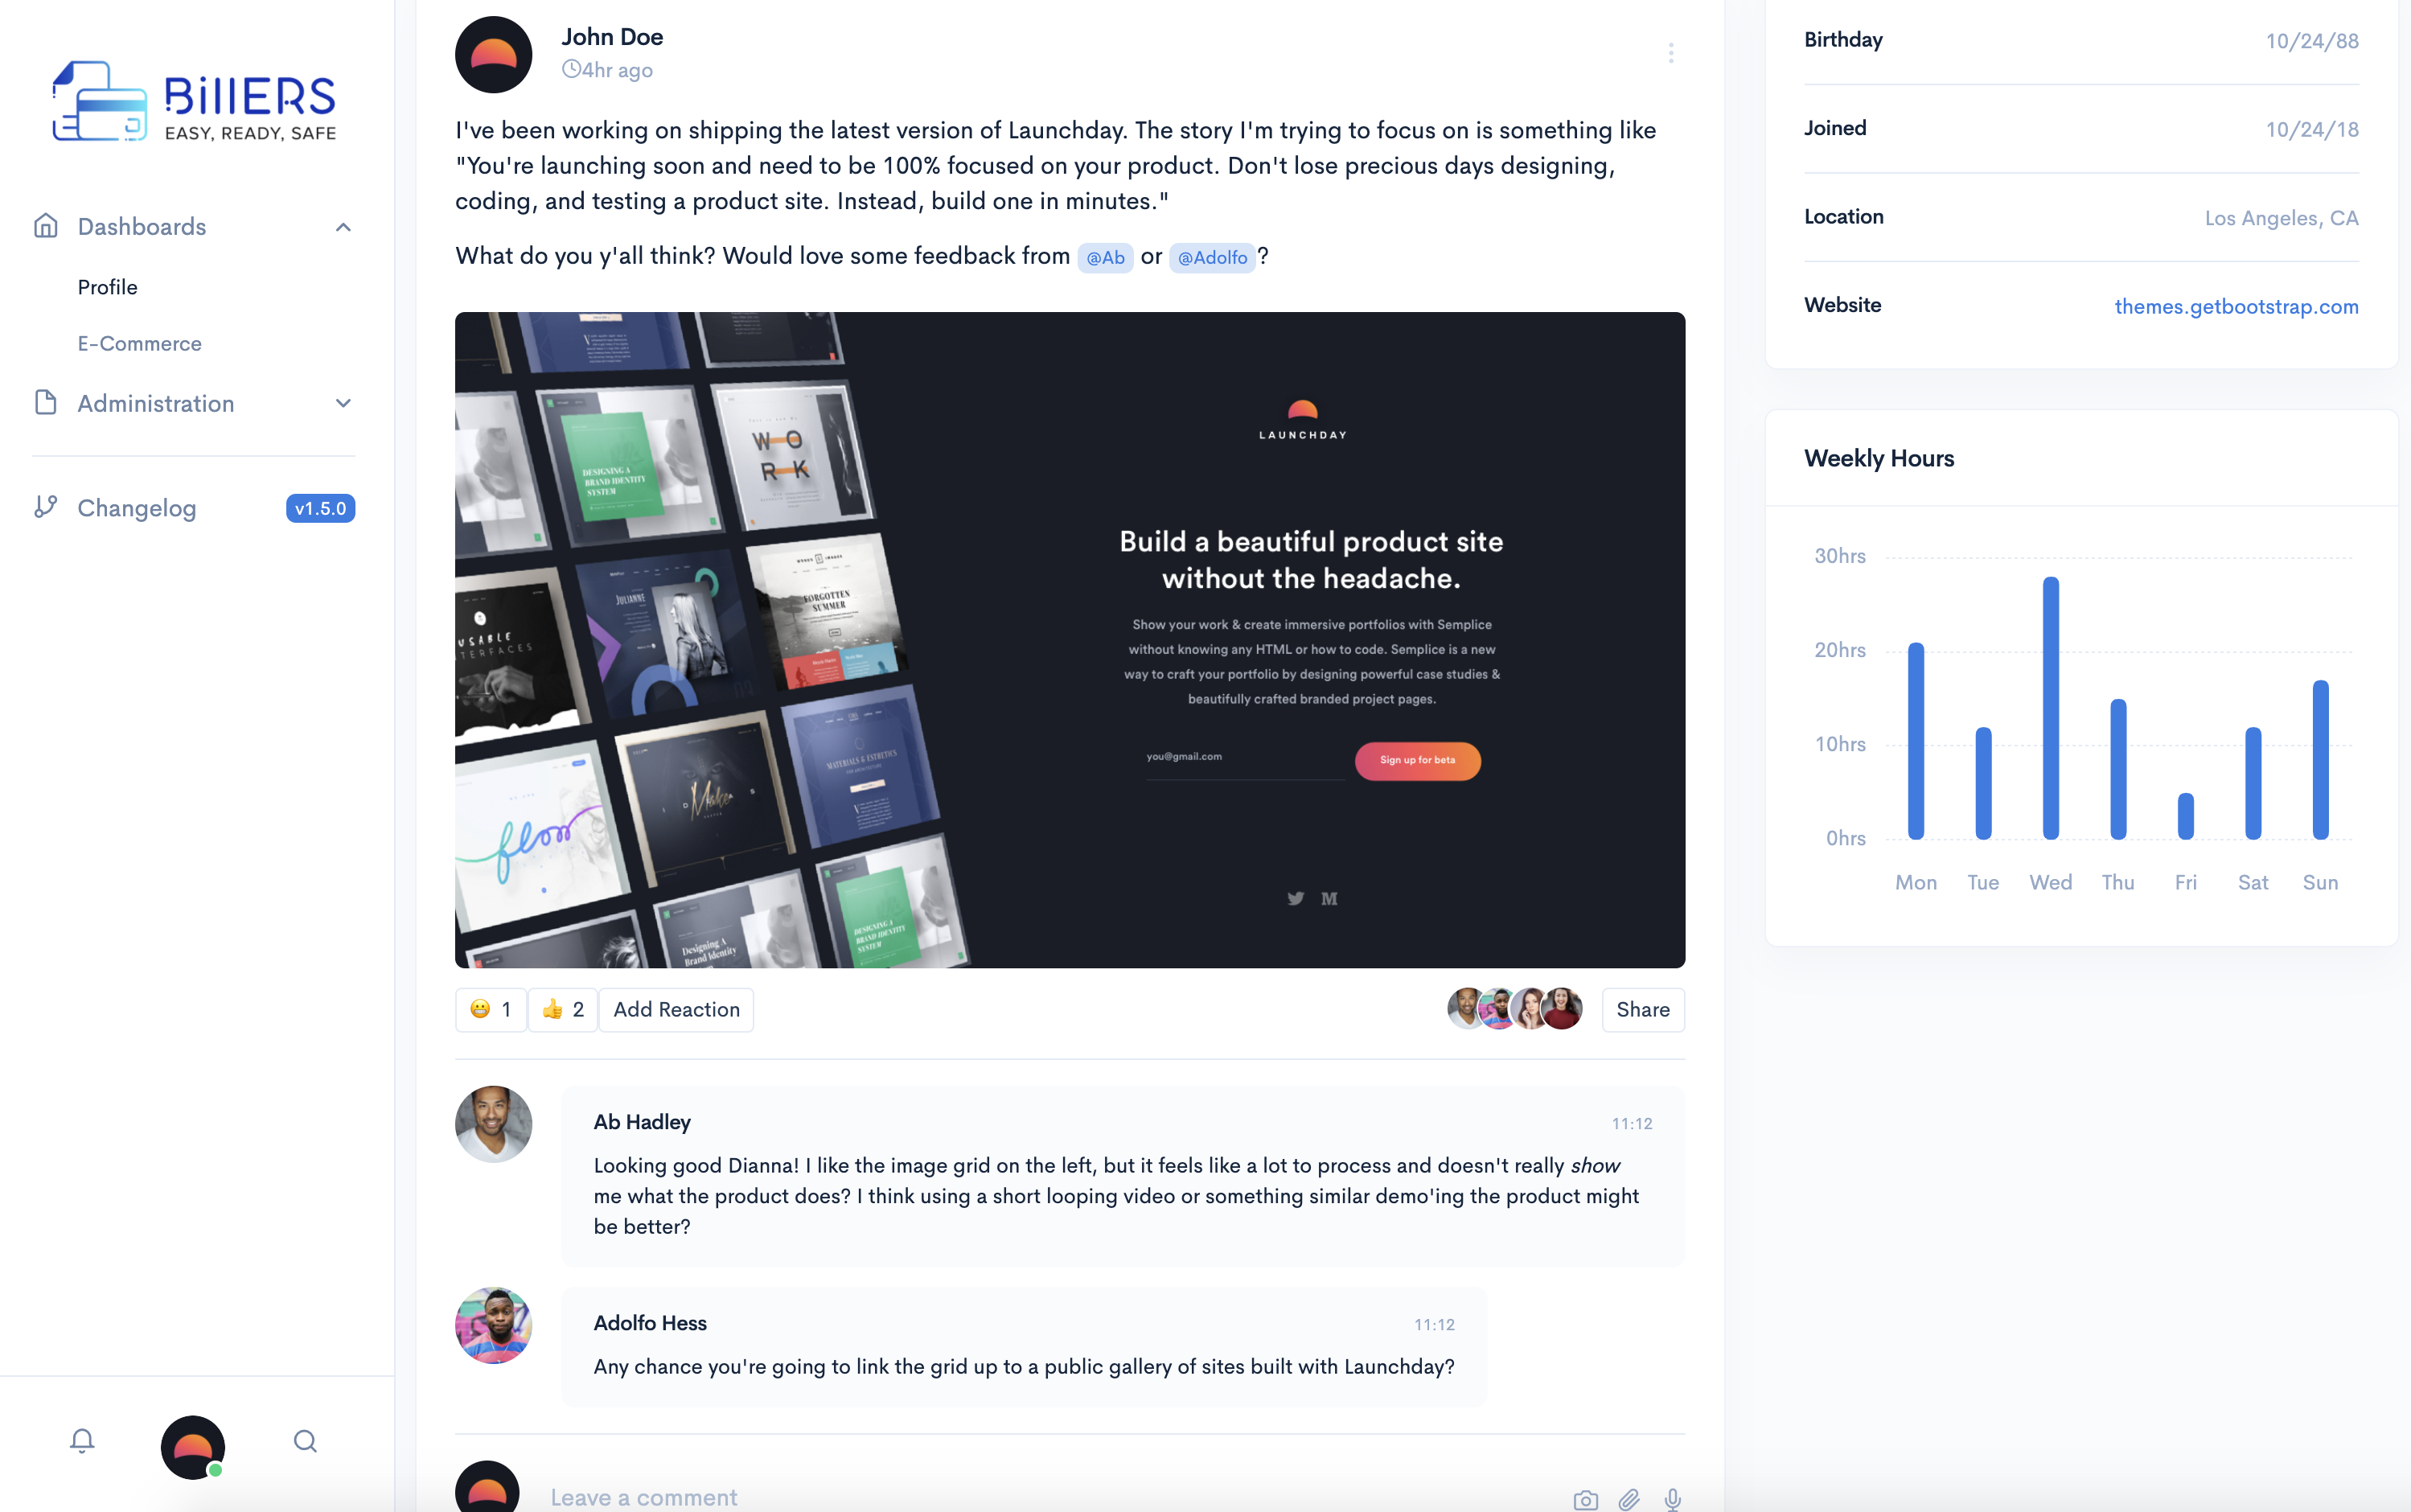 BillERS
EASY, READY, SAFE
Dashboards
Profile
E-Commerce
Administration
Changelog
v1.5.0
John Doe
4hr ago
I've been working on shipping the latest version of Launchday. The story I'm trying to focus on is something like
"You're launching soon and need to be 100% focused on your product. Don't lose precious days designing,
coding, and testing a product site. Instead, build one in minutes."
What do you y'all think? Would love some feedback from @Ab or @Adolfo?
DESIGNING A
BRAND IDENTITY
SYSTEM
WO
RK
JULIANNE
FORGOTTEN
SUMMER
flow
Make
MATERIALS & ESTHETICS
Designing A
Brand Identity
DESIGNING A
BRAND IDENTITY
SYSTEM
LAUNCHDAY
Build a beautiful product site
without the headache.
Show your work & create immersive portfolios with Semplice
without knowing any HTML or how to code. Semplice is a new
way to craft your portfolio by designing powerful case studies &
beautifully crafted branded project pages.
you@gmail.com
Sign up for beta
M
1
2
Add Reaction
Share
Ab Hadley
11:12
Looking good Dianna! I like the image grid on the left, but it feels like a lot to process and doesn't really show
me what the product does? I think using a short looping video or something similar demo'ing the product might
be better?
Adolfo Hess
11:12
Any chance you're going to link the grid up to a public gallery of sites built with Launchday?
Leave a comment
Birthday
10/24/88
Joined
10/24/18
Location
Los Angeles, CA
Website
themes.getbootstrap.com
Weekly Hours
30hrs
20hrs
10hrs
0hrs
Mon Tue Wed Thu Fri Sat Sun